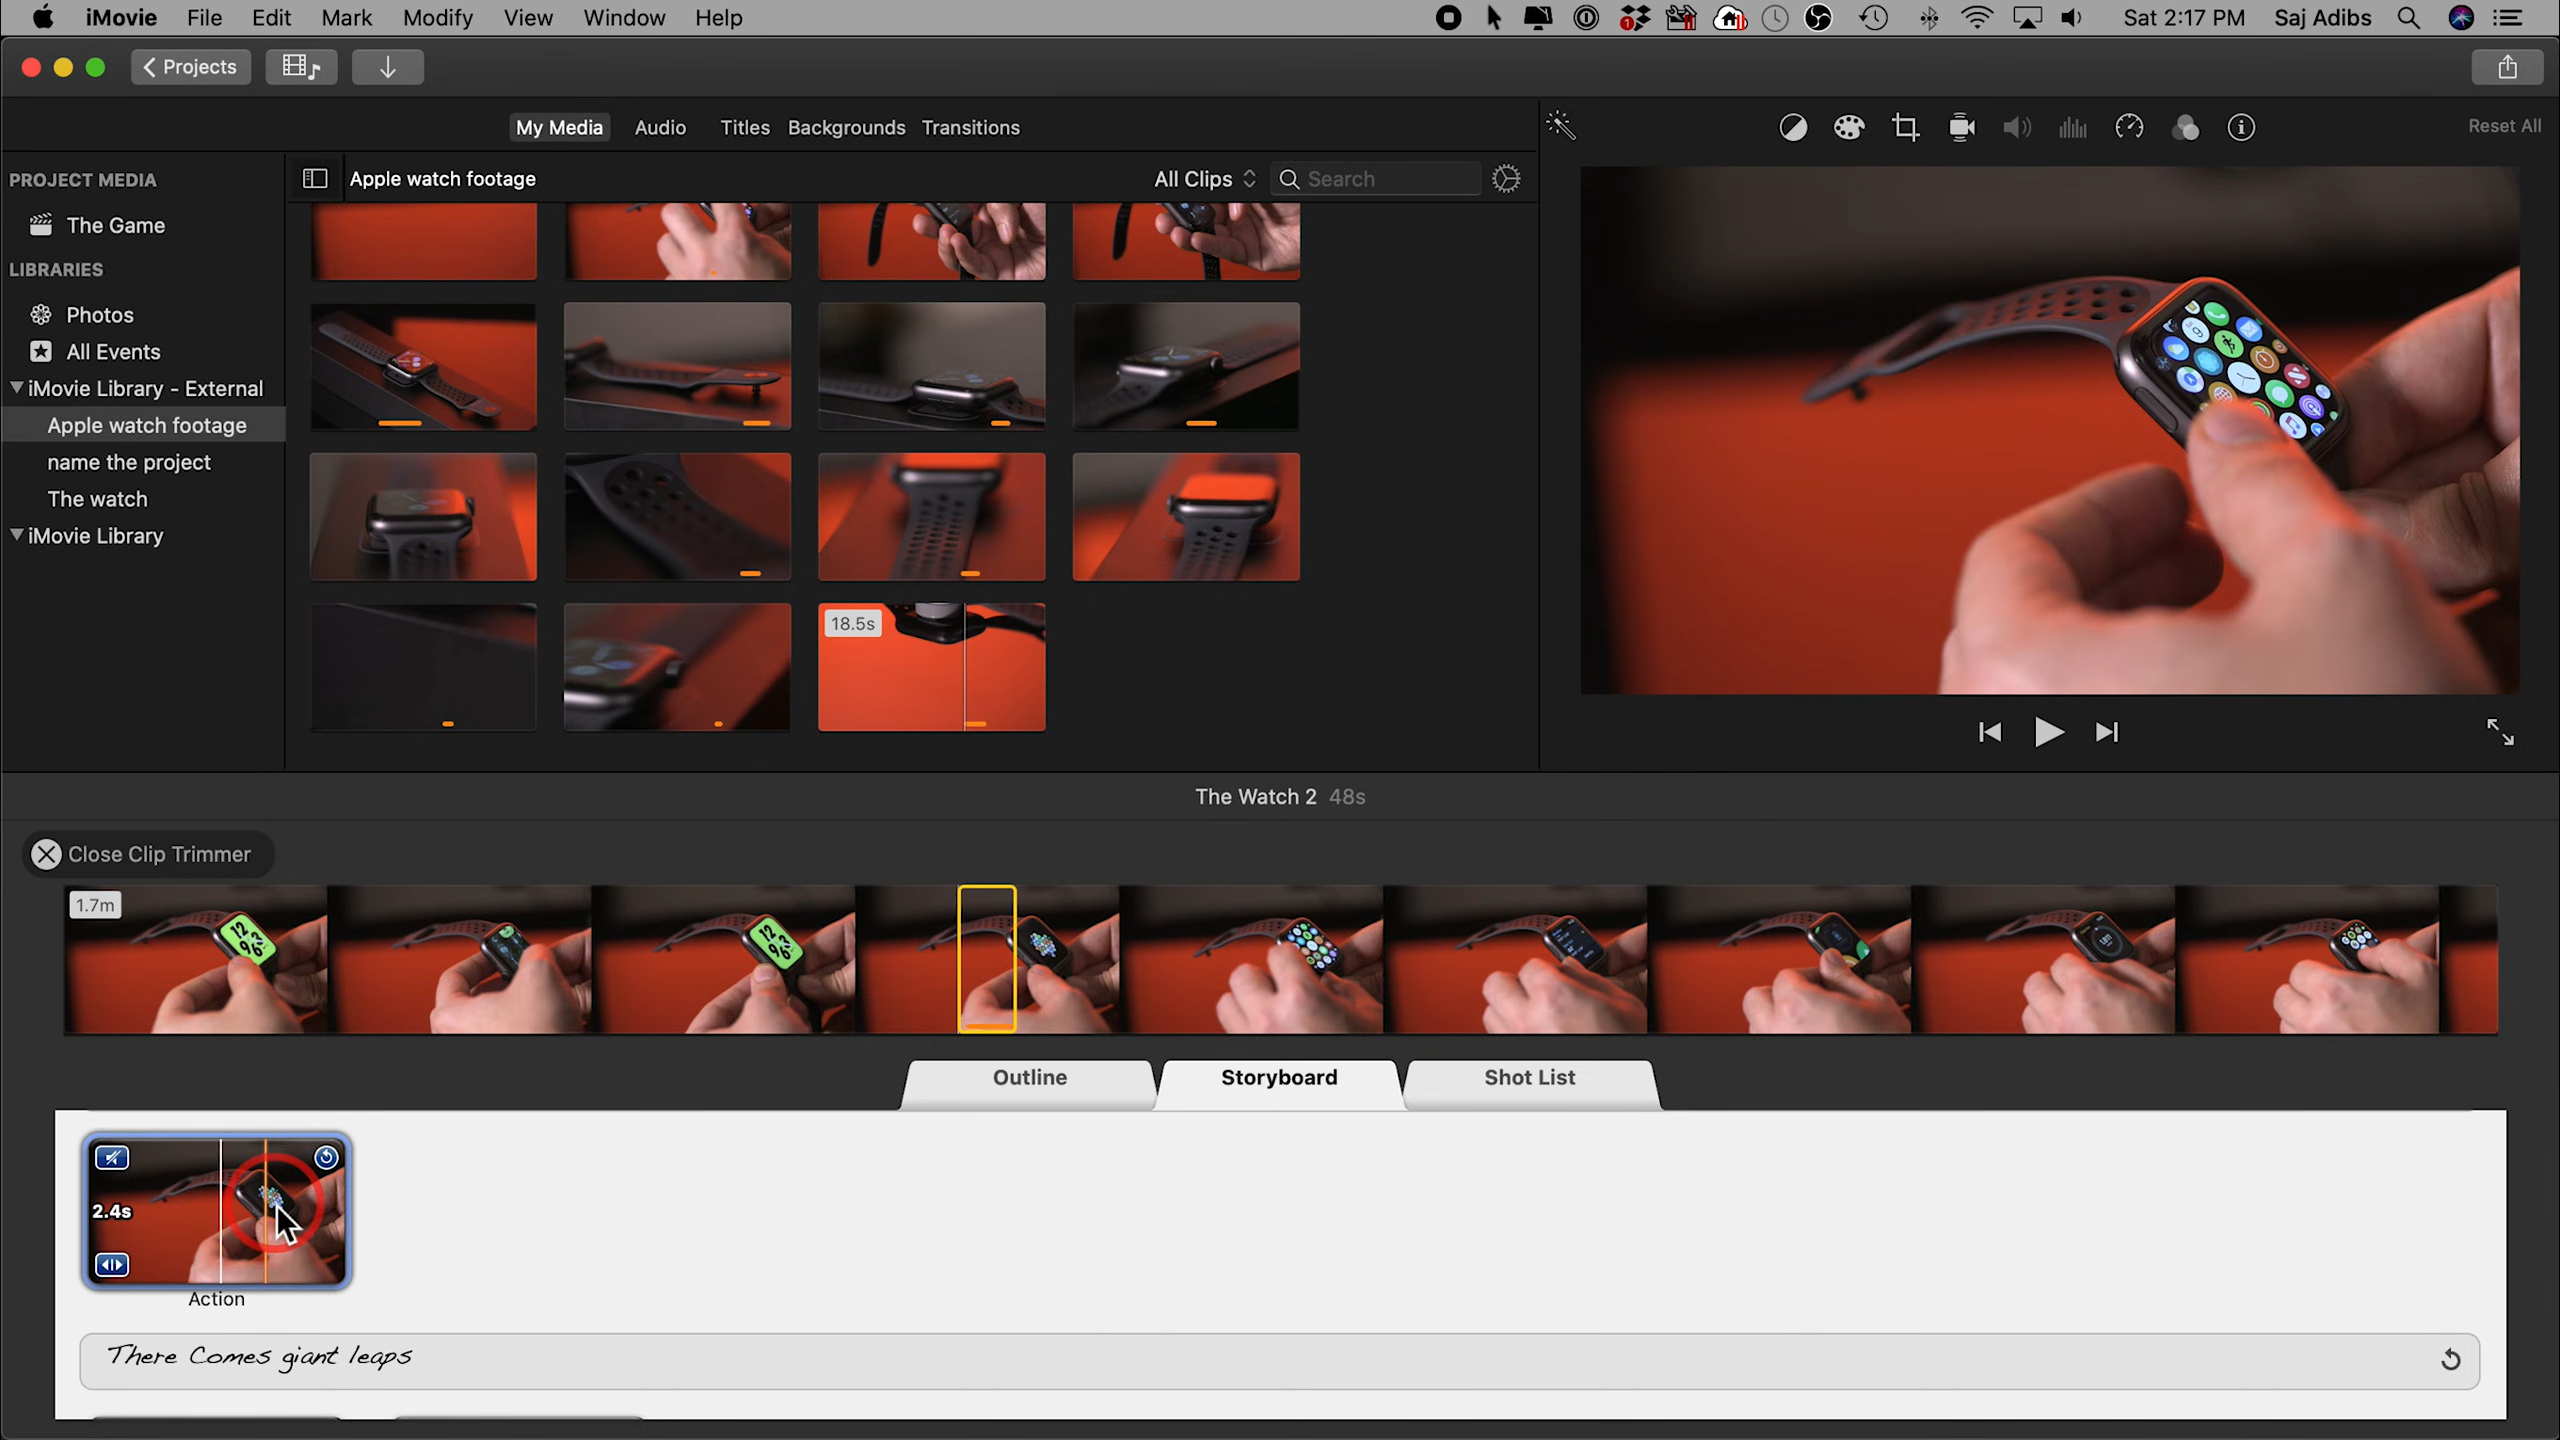 iMovie File Edit Mark Modify View Window Help Sat 2:17 PM Saj Adibs
Projects
My Media Audio Titles Backgrounds Transitions Reset All
PROJECT MEDIA
Apple watch footage All Clips Search
The Game
LIBRARIES
Photos
All Events
iMovie Library - External
Apple watch footage
name the project
The watch
iMovie Library
18.5s
The Watch 2 48s
Close Clip Trimmer
1.7m
Outline Storyboard Shot List
2.4s
Action
There Comes giant leaps